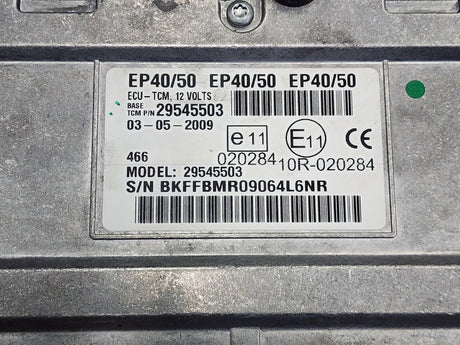 EP40/50 EP40/50 EP40/50
ECU-TCM, 12 VOLTS
BASE
TCM P/N 29545503
03-05-2009
e11 E11 CE
020284 10R-020284
466
MODEL: 29545503
S/N BKFFBMR09064L6NR